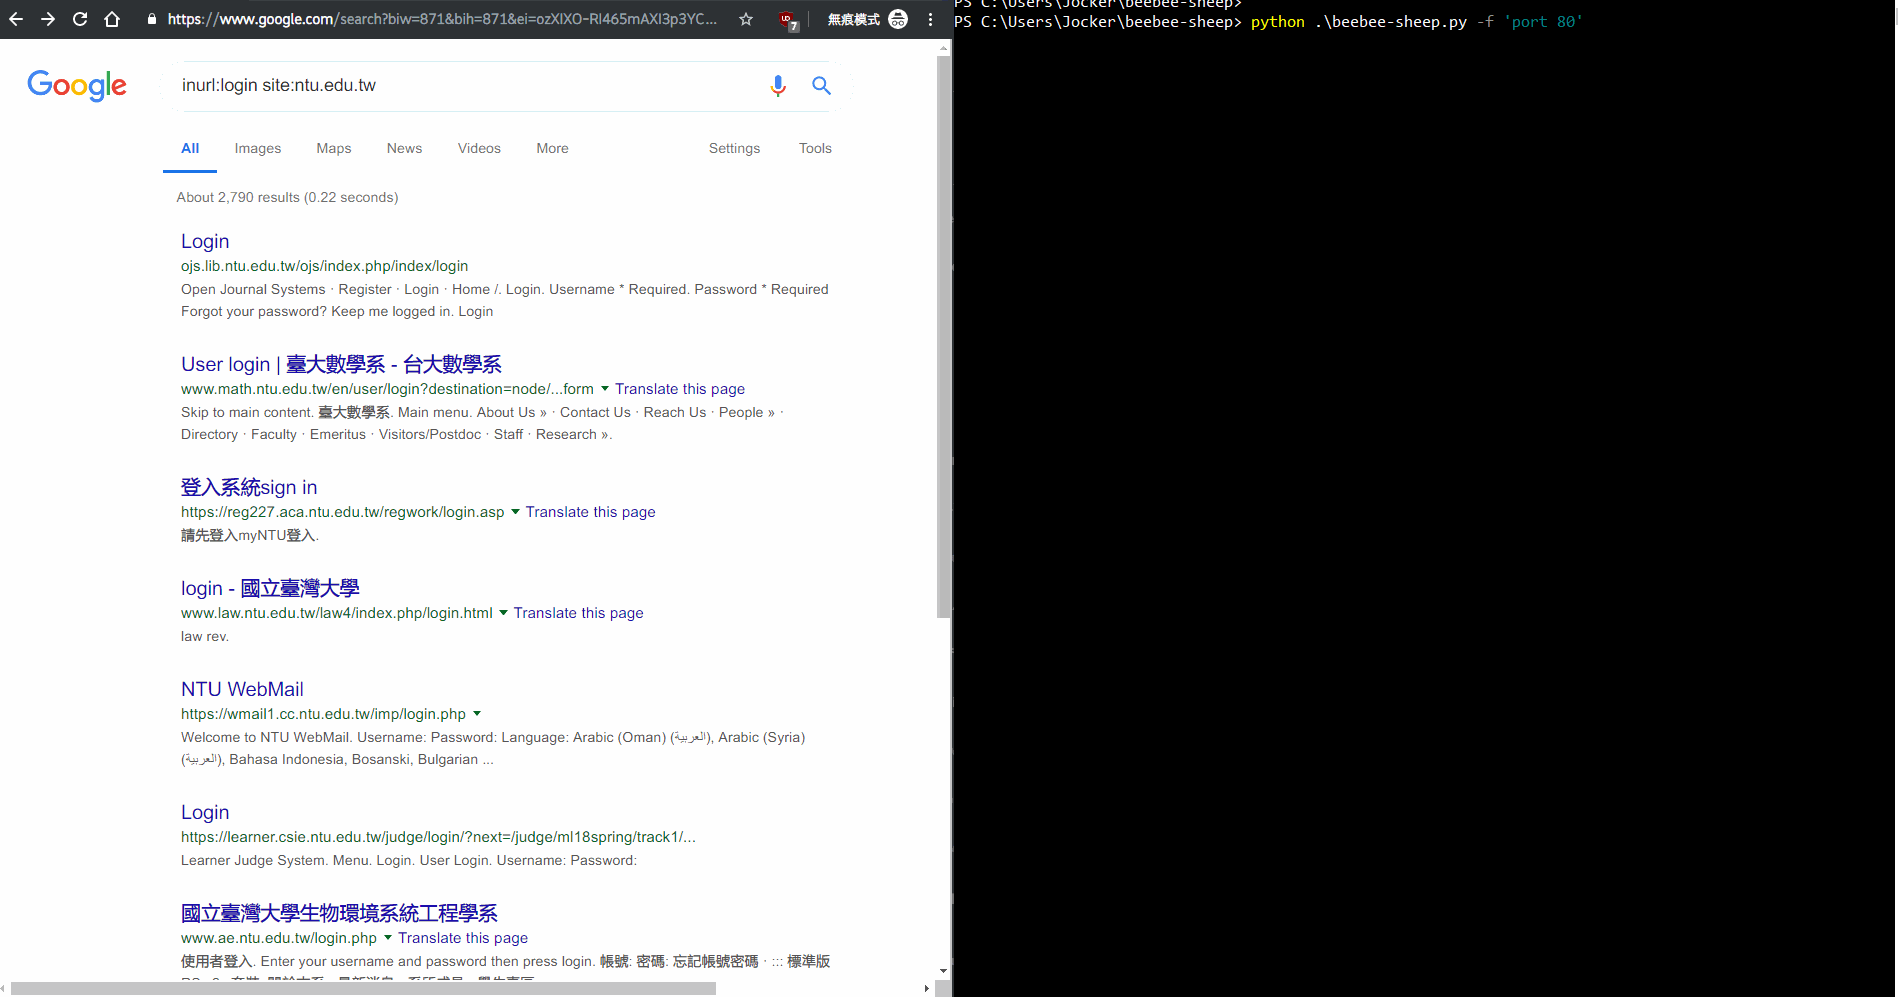 https://www.google.com/search?biw=871&bih=871&ei=ozXIXO-RI465mAXI3p3YC...
7
無痕模式
Google
inurl:login site:ntu.edu.tw
All Images Maps News Videos More Settings Tools
About 2,790 results (0.22 seconds)
Login
ojs.lib.ntu.edu.tw/ojs/index.php/index/login
Open Journal Systems · Register · Login · Home /. Login. Username * Required. Password * Required
Forgot your password? Keep me logged in. Login
User login | 臺大數學系 - 台大數學系
www.math.ntu.edu.tw/en/user/login?destination=node/...form Translate this page
Skip to main content. 臺大數學系. Main menu. About Us » · Contact Us · Reach Us · People » ·
Directory · Faculty · Emeritus · Visitors/Postdoc · Staff · Research ».
登入系統sign in
https://reg227.aca.ntu.edu.tw/regwork/login.asp Translate this page
請先登入myNTU登入.
login - 國立臺灣大學
www.law.ntu.edu.tw/law4/index.php/login.html Translate this page
law rev.
NTU WebMail
https://wmail1.cc.ntu.edu.tw/imp/login.php
Welcome to NTU WebMail. Username: Password: Language: Arabic (Oman) (العربية), Arabic (Syria)
(العربية), Bahasa Indonesia, Bosanski, Bulgarian ...
Login
https://learner.csie.ntu.edu.tw/judge/login/?next=/judge/ml18spring/track1/...
Learner Judge System. Menu. Login. User Login. Username: Password:
國立臺灣大學生物環境系統工程學系
www.ae.ntu.edu.tw/login.php Translate this page
使用者登入. Enter your username and password then press login. 帳號: 密碼: 忘記帳號密碼 · ::: 標準版
PS C:\Users\Jocker\beebee-sheep>
PS C:\Users\Jocker\beebee-sheep> python .\beebee-sheep.py -f 'port 80'